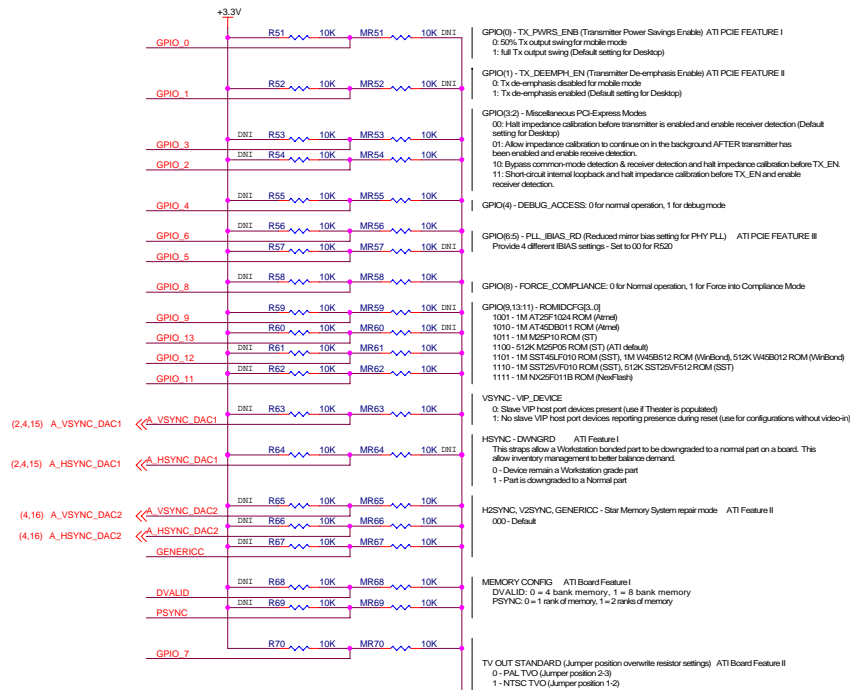 +3.3V
R51 10K MR51 10K DNI
GPIO_0
GPIO(0) - TX_PWRS_ENB (Transmitter Power Savings Enable) ATI PCIE FEATURE I
0: 50% Tx output swing for mobile mode
1: full Tx output swing (Default setting for Desktop)
R52 10K MR52 10K DNI
GPIO_1
GPIO(1) - TX_DEEMPH_EN (Transmitter De-emphasis Enable) ATI PCIE FEATURE II
0: Tx de-emphasis disabled for mobile mode
1: Tx de-emphasis enabled (Default setting for Desktop)
DNI R53 10K MR53 10K
GPIO_3
DNI R54 10K MR54 10K
GPIO_2
GPIO(3:2) - Miscellaneous PCI-Express Modes
00: Halt impedance calibration before transmitter is enabled and enable receiver detection (Default
setting for Desktop)
01: Allow impedance calibration to continue on in the background AFTER transmitter has
been enabled and enable receive detection.
10: Bypass common-mode detection & receiver detection and halt impedance calibration before TX_EN.
11: Short-circuit internal loopback and halt impedance calibration before TX_EN and enable
receiver detection.
DNI R55 10K MR55 10K
GPIO_4
GPIO(4) - DEBUG_ACCESS: 0 for normal operation, 1 for debug mode
DNI R56 10K MR56 10K
GPIO_6
R57 10K MR57 10K DNI
GPIO_5
GPIO(6:5) - PLL_IBIAS_RD (Reduced mirror bias setting for PHY PLL) ATI PCIE FEATURE III
Provide 4 different IBIAS settings - Set to 00 for R520
DNI R58 10K MR58 10K
GPIO_8
GPIO(8) - FORCE_COMPLIANCE: 0 for Normal operation, 1 for Force into Compliance Mode
R59 10K MR59 10K DNI
GPIO_9
R60 10K MR60 10K DNI
GPIO_13
DNI R61 10K MR61 10K
GPIO_12
DNI R62 10K MR62 10K
GPIO_11
GPIO(9,13:11) - ROMIDCFG[3..0]
1001 - 1M AT25F1024 ROM (Atmel)
1010 - 1M AT45DB011 ROM (Atmel)
1011 - 1M M25P10 ROM (ST)
1100 - 512K M25P05 ROM (ST) (ATI default)
1101 - 1M SST45LF010 ROM (SST), 1M W45B512 ROM (WinBond), 512K W45B012 ROM (WinBond)
1110 - 1M SST25VF010 ROM (SST), 512K SST25VF512 ROM (SST)
1111 - 1M NX25F011B ROM (NexFlash)
DNI R63 10K MR63 10K
(2,4,15) A_VSYNC_DAC1 A_VSYNC_DAC1
VSYNC - VIP_DEVICE
0: Slave VIP host port devices present (use if Theater is populated)
1: No slave VIP host port devices reporting presence during reset (use for configurations without video-in)
R64 10K MR64 10K DNI
(2,4,15) A_HSYNC_DAC1 A_HSYNC_DAC1
HSYNC - DWNGRD ATI Feature I
This straps allow a Workstation bonded part to be downgraded to a normal part on a board. This
allow inventory management to better balance demand.
0 - Device remain a Workstation grade part
1 - Part is downgraded to a Normal part
DNI R65 10K MR65 10K
(4,16) A_VSYNC_DAC2 A_VSYNC_DAC2
DNI R66 10K MR66 10K
(4,16) A_HSYNC_DAC2 A_HSYNC_DAC2
DNI R67 10K MR67 10K
GENERICC
H2SYNC, V2SYNC, GENERICC - Star Memory System repair mode ATI Feature II
000 - Default
DNI R68 10K MR68 10K
DVALID
DNI R69 10K MR69 10K
PSYNC
MEMORY CONFIG ATI Board Feature I
DVALID: 0 = 4 bank memory, 1 = 8 bank memory
PSYNC: 0 = 1 rank of memory, 1 = 2 ranks of memory
R70 10K MR70 10K
GPIO_7
TV OUT STANDARD (Jumper position overwrite resistor settings) ATI Board Feature II
0 - PAL TVO (Jumper position 2-3)
1 - NTSC TVO (Jumper position 1-2)